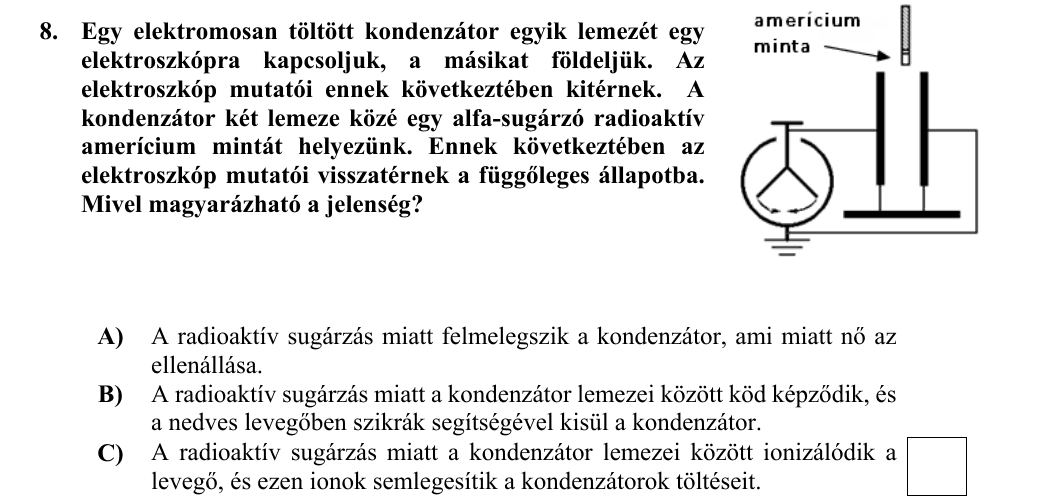 8. Egy elektromosan töltött kondenzátor egyik lemezét egy
elektroszkópra kapcsoljuk, a másikat földeljük. Az
elektroszkóp mutatói ennek következtében kitérnek. A
kondenzátor két lemeze közé egy alfa-sugárzó radioaktív
amerícium mintát helyezünk. Ennek következtében az
elektroszkóp mutatói visszatérnek a függőleges állapotba.
Mivel magyarázható a jelenség?
amerícium
minta
A) A radioaktív sugárzás miatt felmelegszik a kondenzátor, ami miatt nő az
ellenállása.
B) A radioaktív sugárzás miatt a kondenzátor lemezei között köd képződik, és
a nedves levegőben szikrák segítségével kisül a kondenzátor.
C) A radioaktív sugárzás miatt a kondenzátor lemezei között ionizálódik a
levegő, és ezen ionok semlegesítik a kondenzátorok töltéseit.